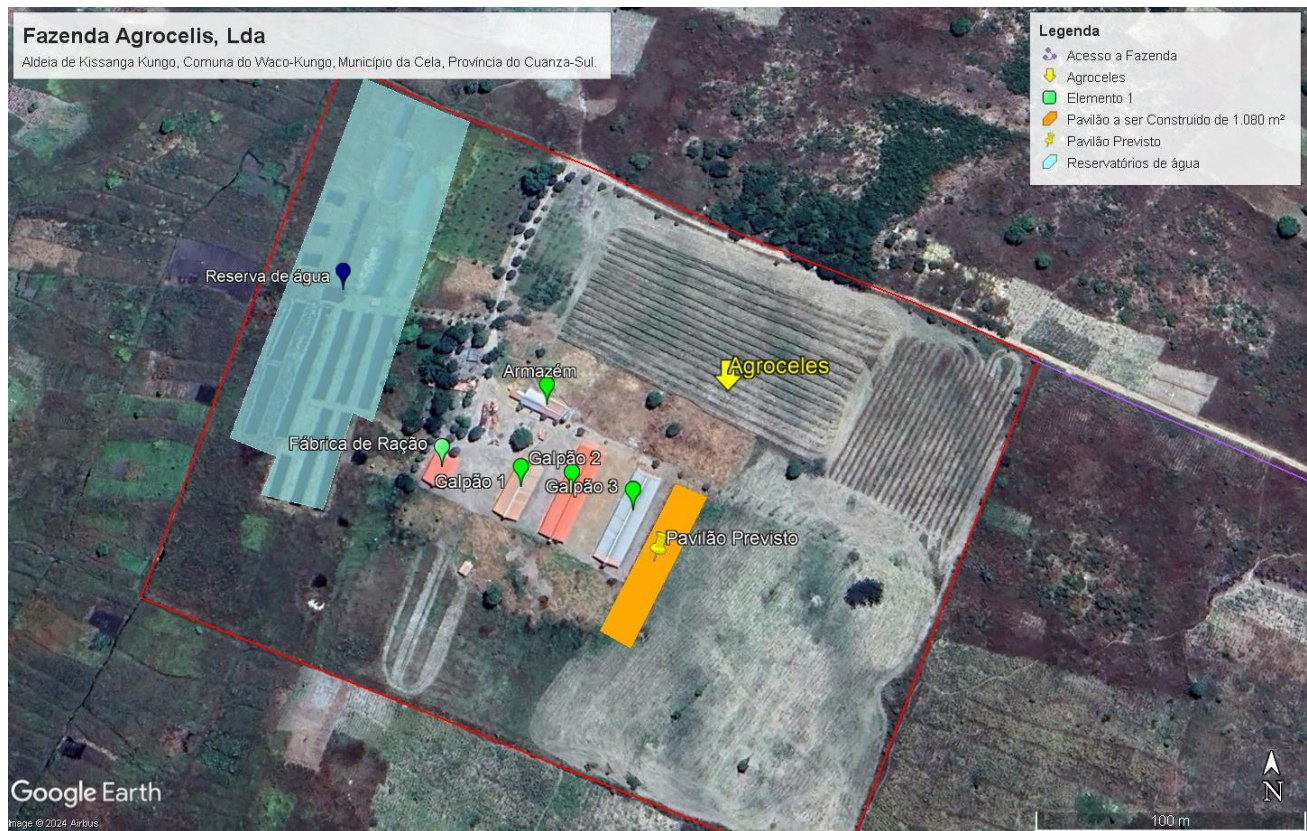 Fazenda Agrocelis, Lda
Aldeia de Kissanga Kungo, Comuna do Waco-Kungo, Município da Cela, Província do Cuanza-Sul.
Legenda
Acesso a Fazenda
Agroceles
Elemento 1
Pavilão a ser Construido de 1.080 m²
Pavilão Previsto
Reservatórios de água
Reserva de água
Agroceles
Armazém
Fábrica de Ração
Galpão 2
Galpão 1
Galpão 3
Pavilão Previsto
Google Earth
Image © 2024 Airbus
N
100 m